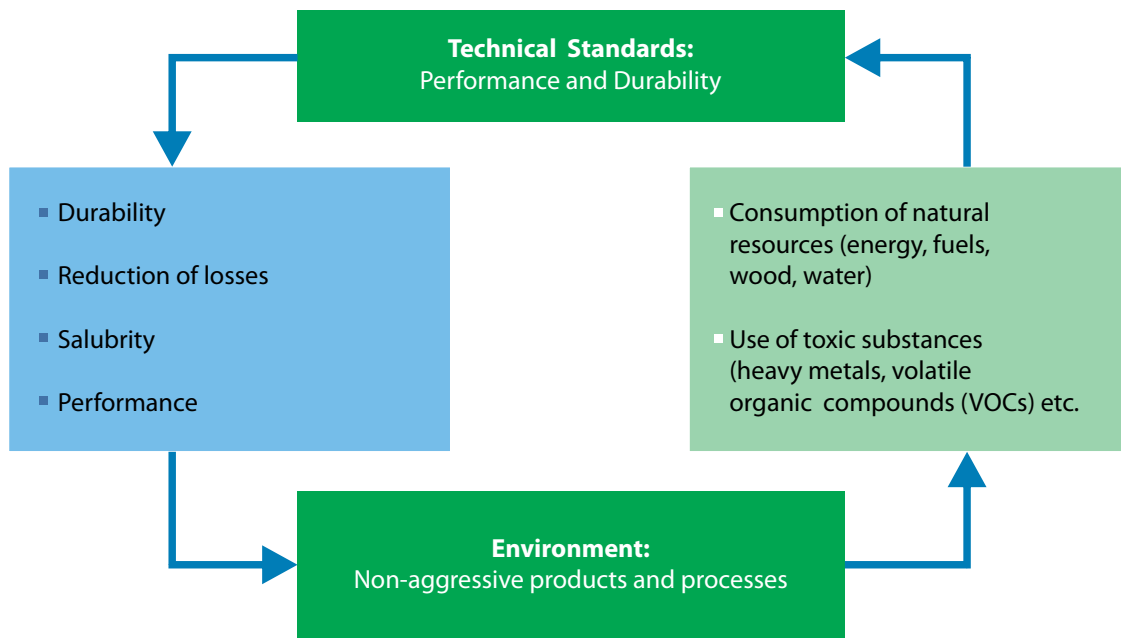 Technical Standards:
Performance and Durability
Durability
Reduction of losses
Salubrity
Performance
Consumption of natural
resources (energy, fuels,
wood, water)
Use of toxic substances
(heavy metals, volatile
organic compounds (VOCs) etc.
Environment:
Non-aggressive products and processes